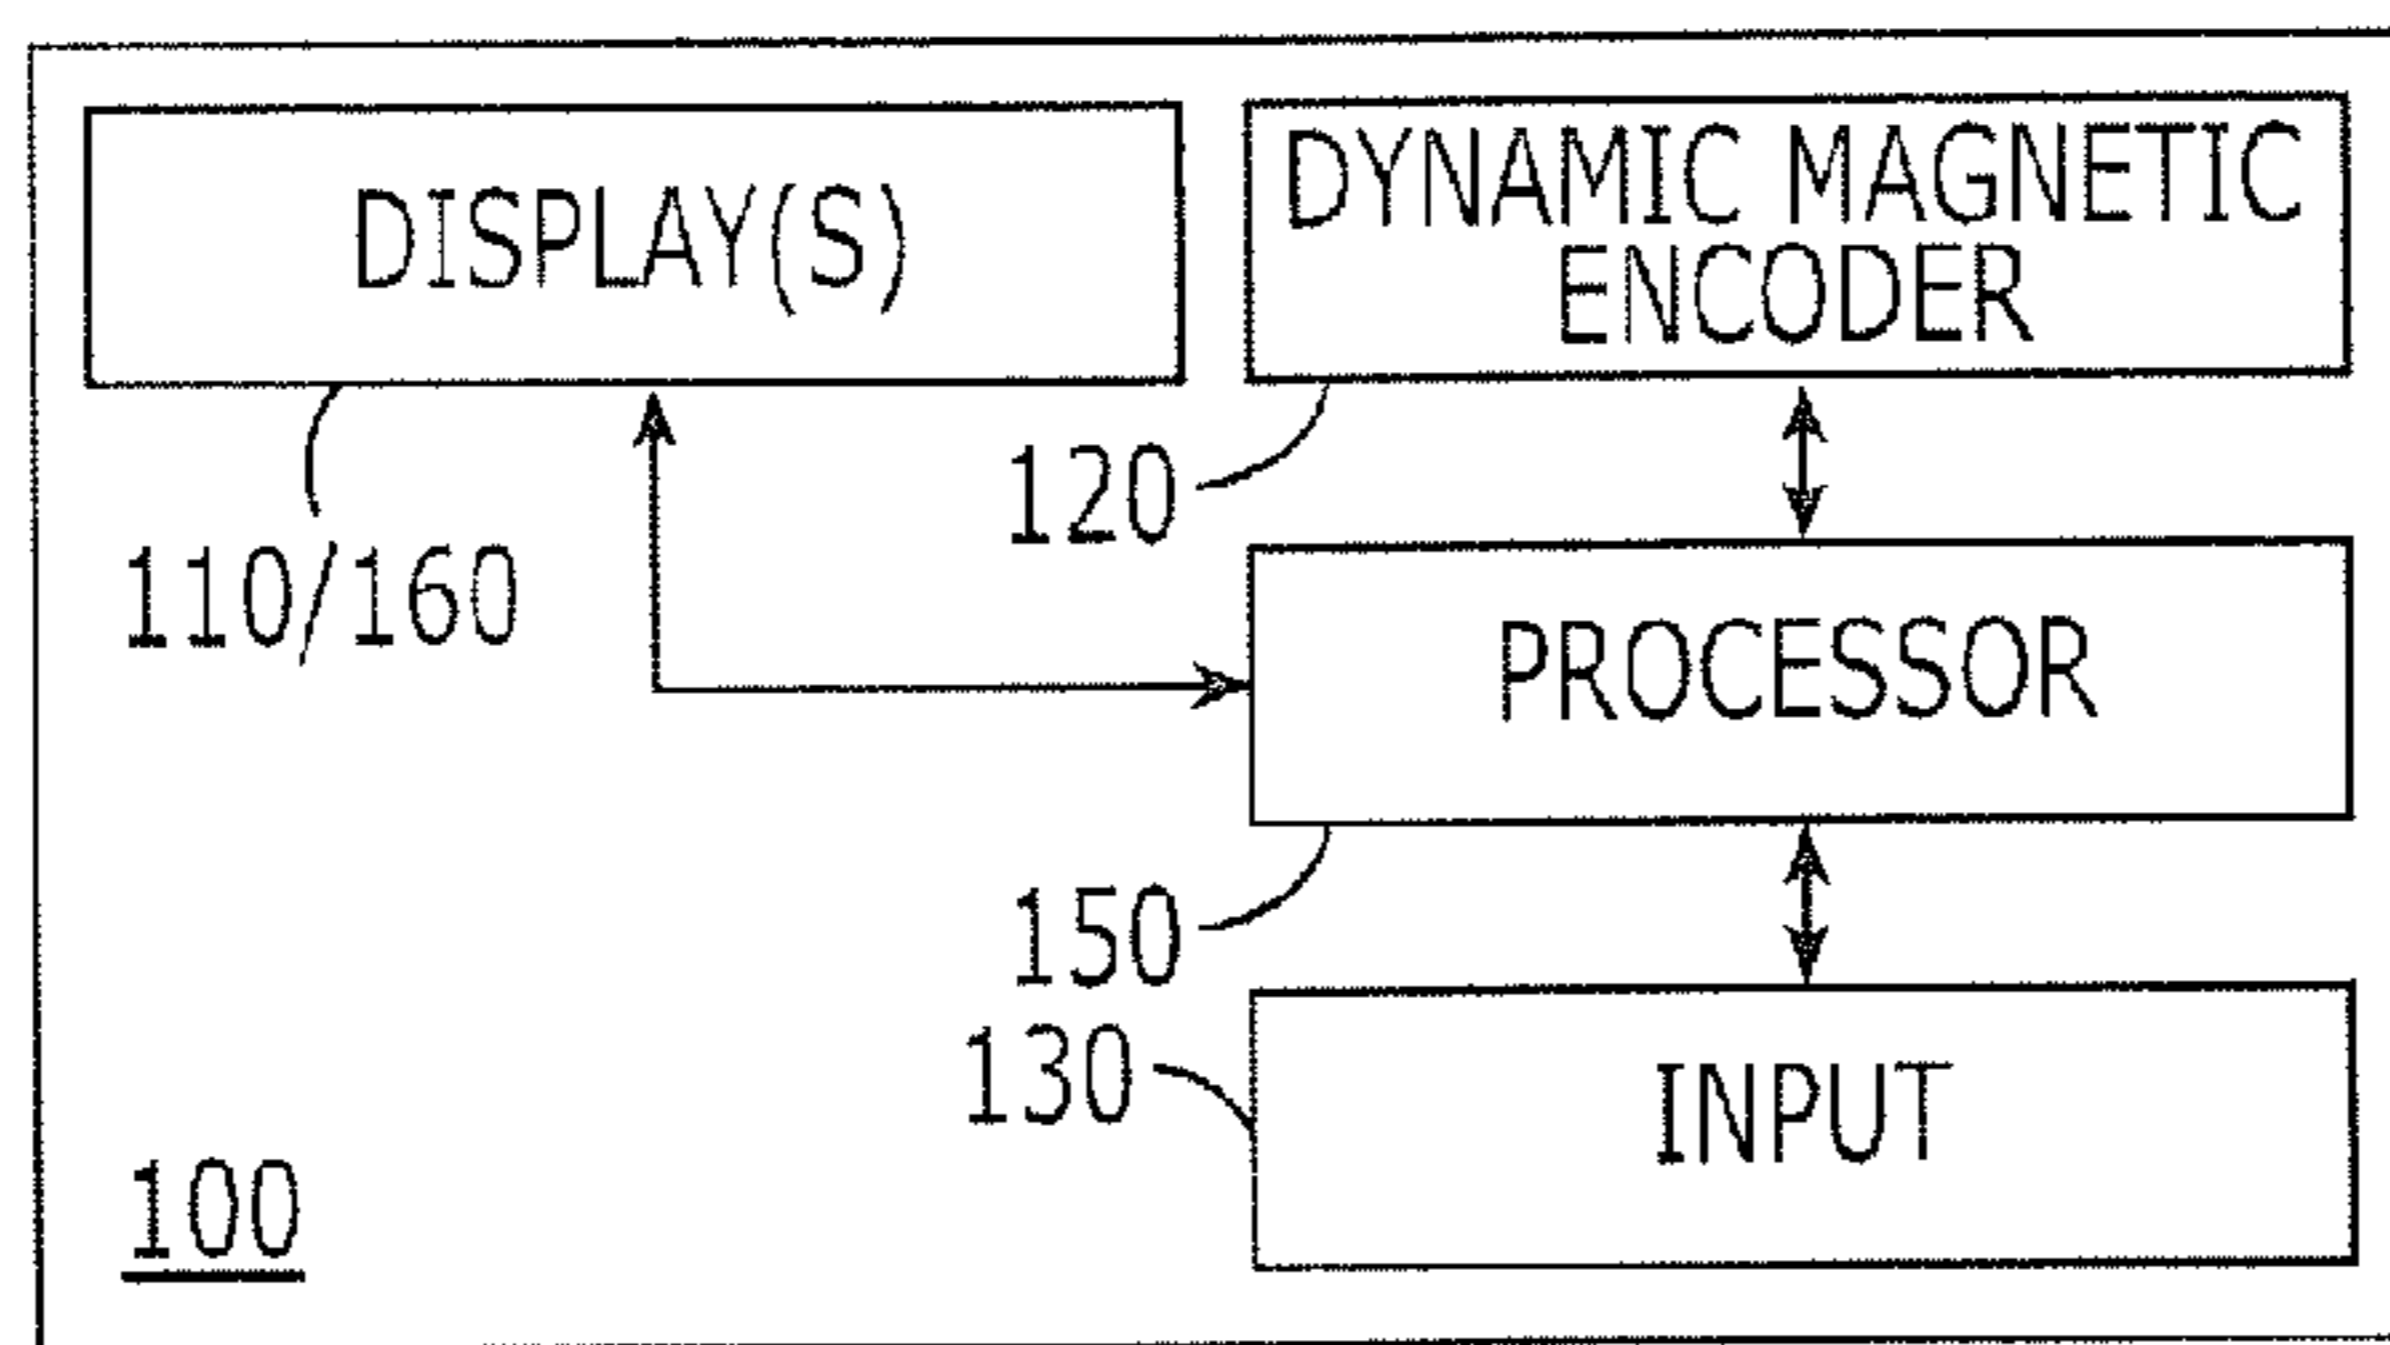 DISPLAY(S)
DYNAMIC MAGNETIC
ENCODER
110/160
120
PROCESSOR
150
130
INPUT
100